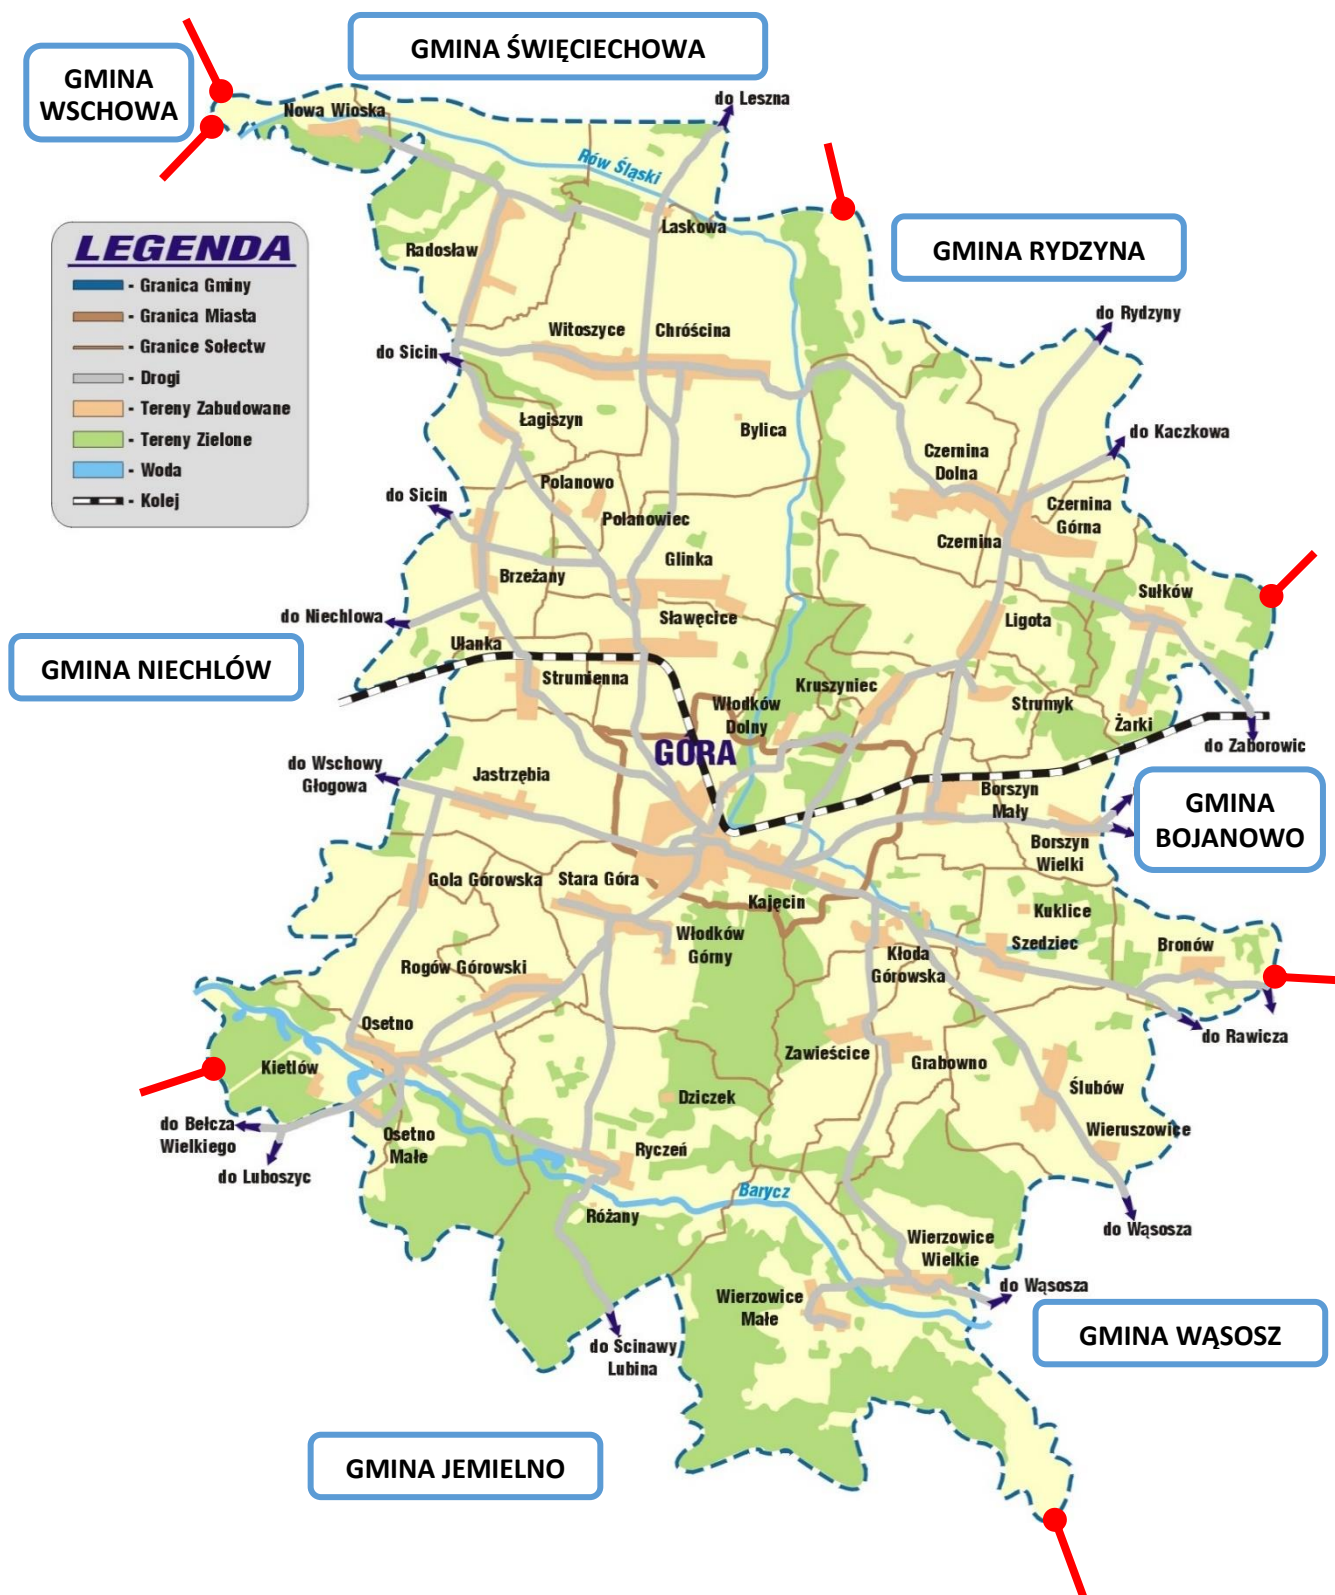 GMINA ŚWIĘCIECHOWA
GMINA
WSCHOWA
do Leszna
Nowa Wioska
Rów Śląski
Laskowa
Radosław
GMINA RYDZYNA
LEGENDA
- Granica Gminy
- Granica Miasta
- Granice Sołectw
- Drogi
- Tereny Zabudowane
- Tereny Zielone
- Woda
- Kolej
do Rydzyny
Witoszyce
Chróścina
do Sicin
Łagiszyn
Bylica
do Kaczkowa
Czernina
Dolna
Polanowo
do Sicin
Połanowiec
Czernina
Górna
Czernina
Glinka
Brzeżany
Sułków
do Niechlowa
Sławęcice
Ligota
Ułanka
GMINA NIECHLÓW
Strumienna
Kruszyniec
Włodków
Dolny
Strumyk
Żarki
GÓRA
do Zaborowic
do Wschowy
Głogowa
Jastrzębia
Borszyn
Mały
GMINA
BOJANOWO
Borszyn
Wielki
Gola Górowska
Stara Góra
Kajęcin
Kuklice
Włodków
Górny
Kłoda
Górowska
Szedziec
Bronów
Rogów Górowski
Osetno
do Rawicza
Zawieścice
Grabowno
Kietlów
Ślubów
Dziczek
do Bełcza
Wielkiego
Osetno
Małe
Wieruszowice
Ryczeń
do Luboszyc
Barycz
Różany
do Wąsosza
Wierzowice
Wielkie
do Wąsosza
Wierzowice
Małe
GMINA WĄSOSZ
do Ścinawy
Lubina
GMINA JEMIELNO